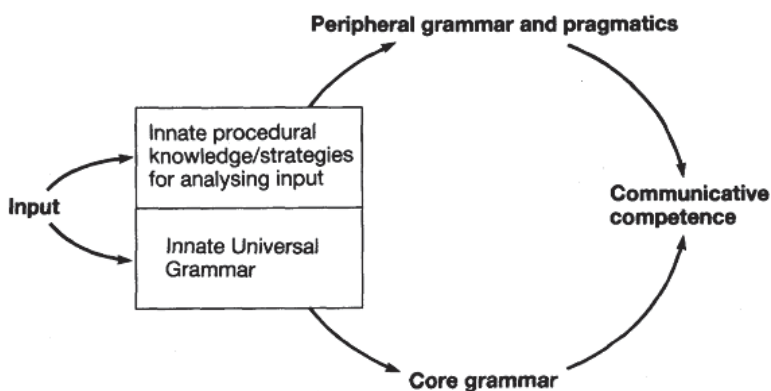 Peripheral grammar and pragmatics
Innate procedural
knowledge/strategies
for analysing input
Input
Communicative
competence
Innate Universal
Grammar
Core grammar